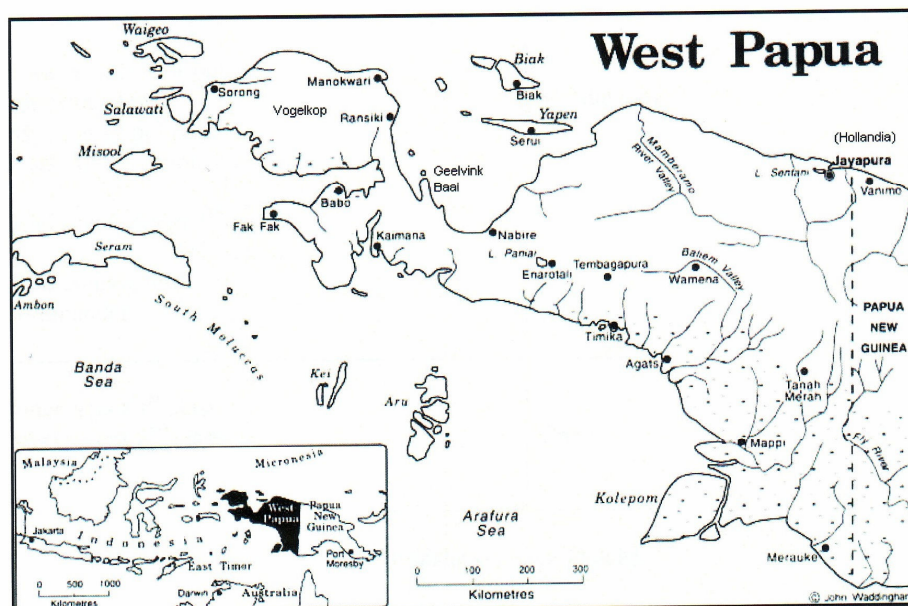 West Papua
Waigeo
Biak
Biak
Manokwari
Sorong
Vogelkop
Salawati
Ransiki
Yapen
Serui
Misool
Geelvink
Baai
Mamberamo
River Valley
(Hollandia)
Jayapura
L Sentani
Vanimo
Babo
Fak Fak
Kaimana
Nabire
Seram
L Paniai
Enarotali
Tembagapura
Baliem Valley
Wamena
Ambon
South Moluccas
PAPUA
NEW
GUINEA
Timika
Agats
Banda
Sea
Kei
Aru
Tanah
Merah
Mappi
Fly River
Kolepom
Arafura
Sea
Merauke
0 100 200 300
Kilometres
© John Waddingham
Malaysia
Micronesia
West
Papua
Papua
New
Guinea
Jakarta
Indonesia
Port
Moresby
East Timor
0 500 1000
Kilometres
Darwin
Australia